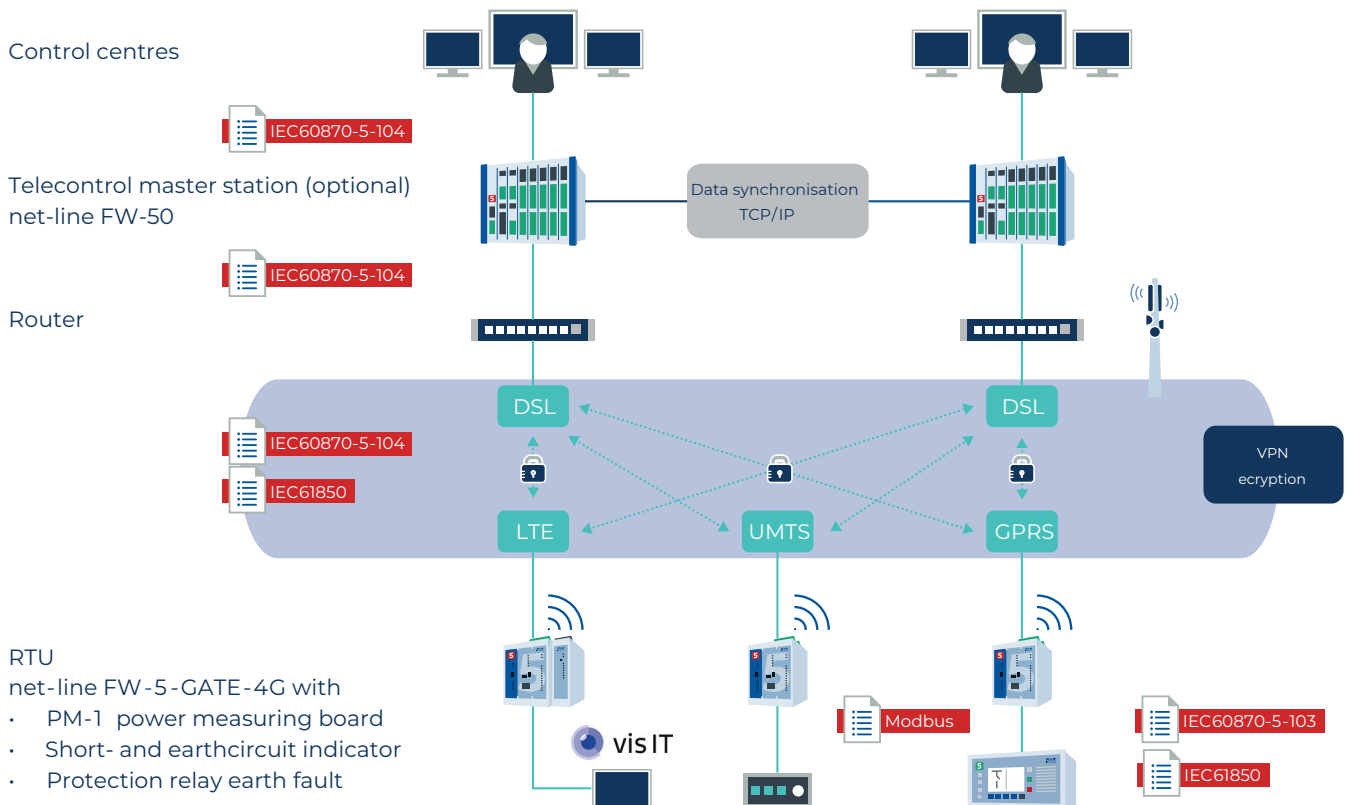 Control centres
IEC60870-5-104
Telecontrol master station (optional)
net-line FW-50
Data synchronisation
TCP/IP
IEC60870-5-104
Router
DSL
DSL
IEC60870-5-104
IEC61850
VPN
ecryption
LTE
UMTS
GPRS
RTU
net-line FW-5-GATE-4G with
• PM-1 power measuring board
• Short- and earthcircuit indicator
• Protection relay earth fault
vis IT
Modbus
IEC60870-5-103
IEC61850